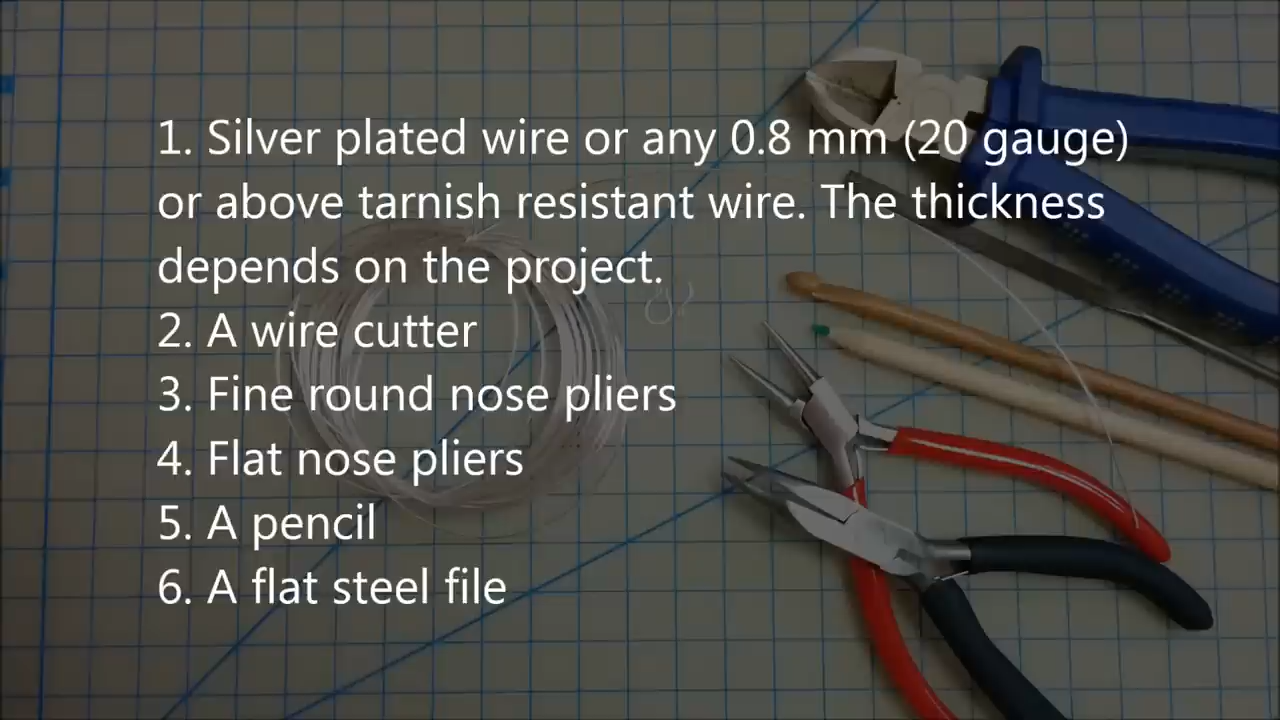 1. Silver plated wire or any 0.8 mm (20 gauge)
or above tarnish resistant wire. The thickness
depends on the project.
2. A wire cutter
3. Fine round nose pliers
4. Flat nose pliers
5. A pencil
6. A flat steel file